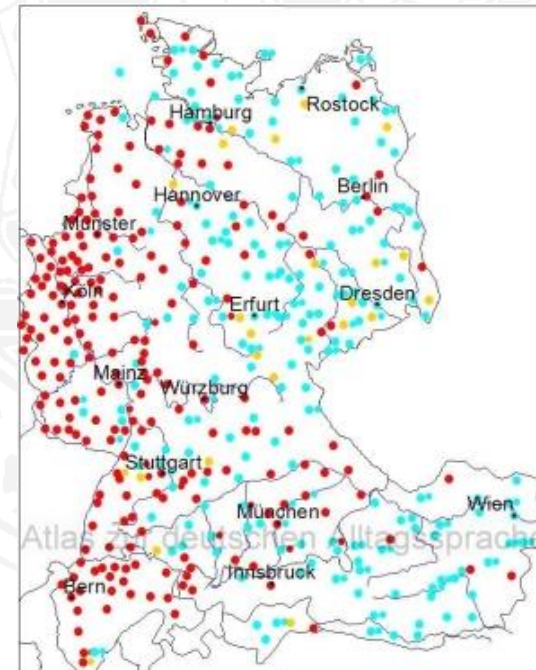 Rostock
Hamburg
Berlin
Hannover
Münster
Köln
Erfurt
Dresden
Mainz
Würzburg
Stuttgart
Wien
München
Atlas zur deutschen Alltagssprache
Innsbruck
Bern